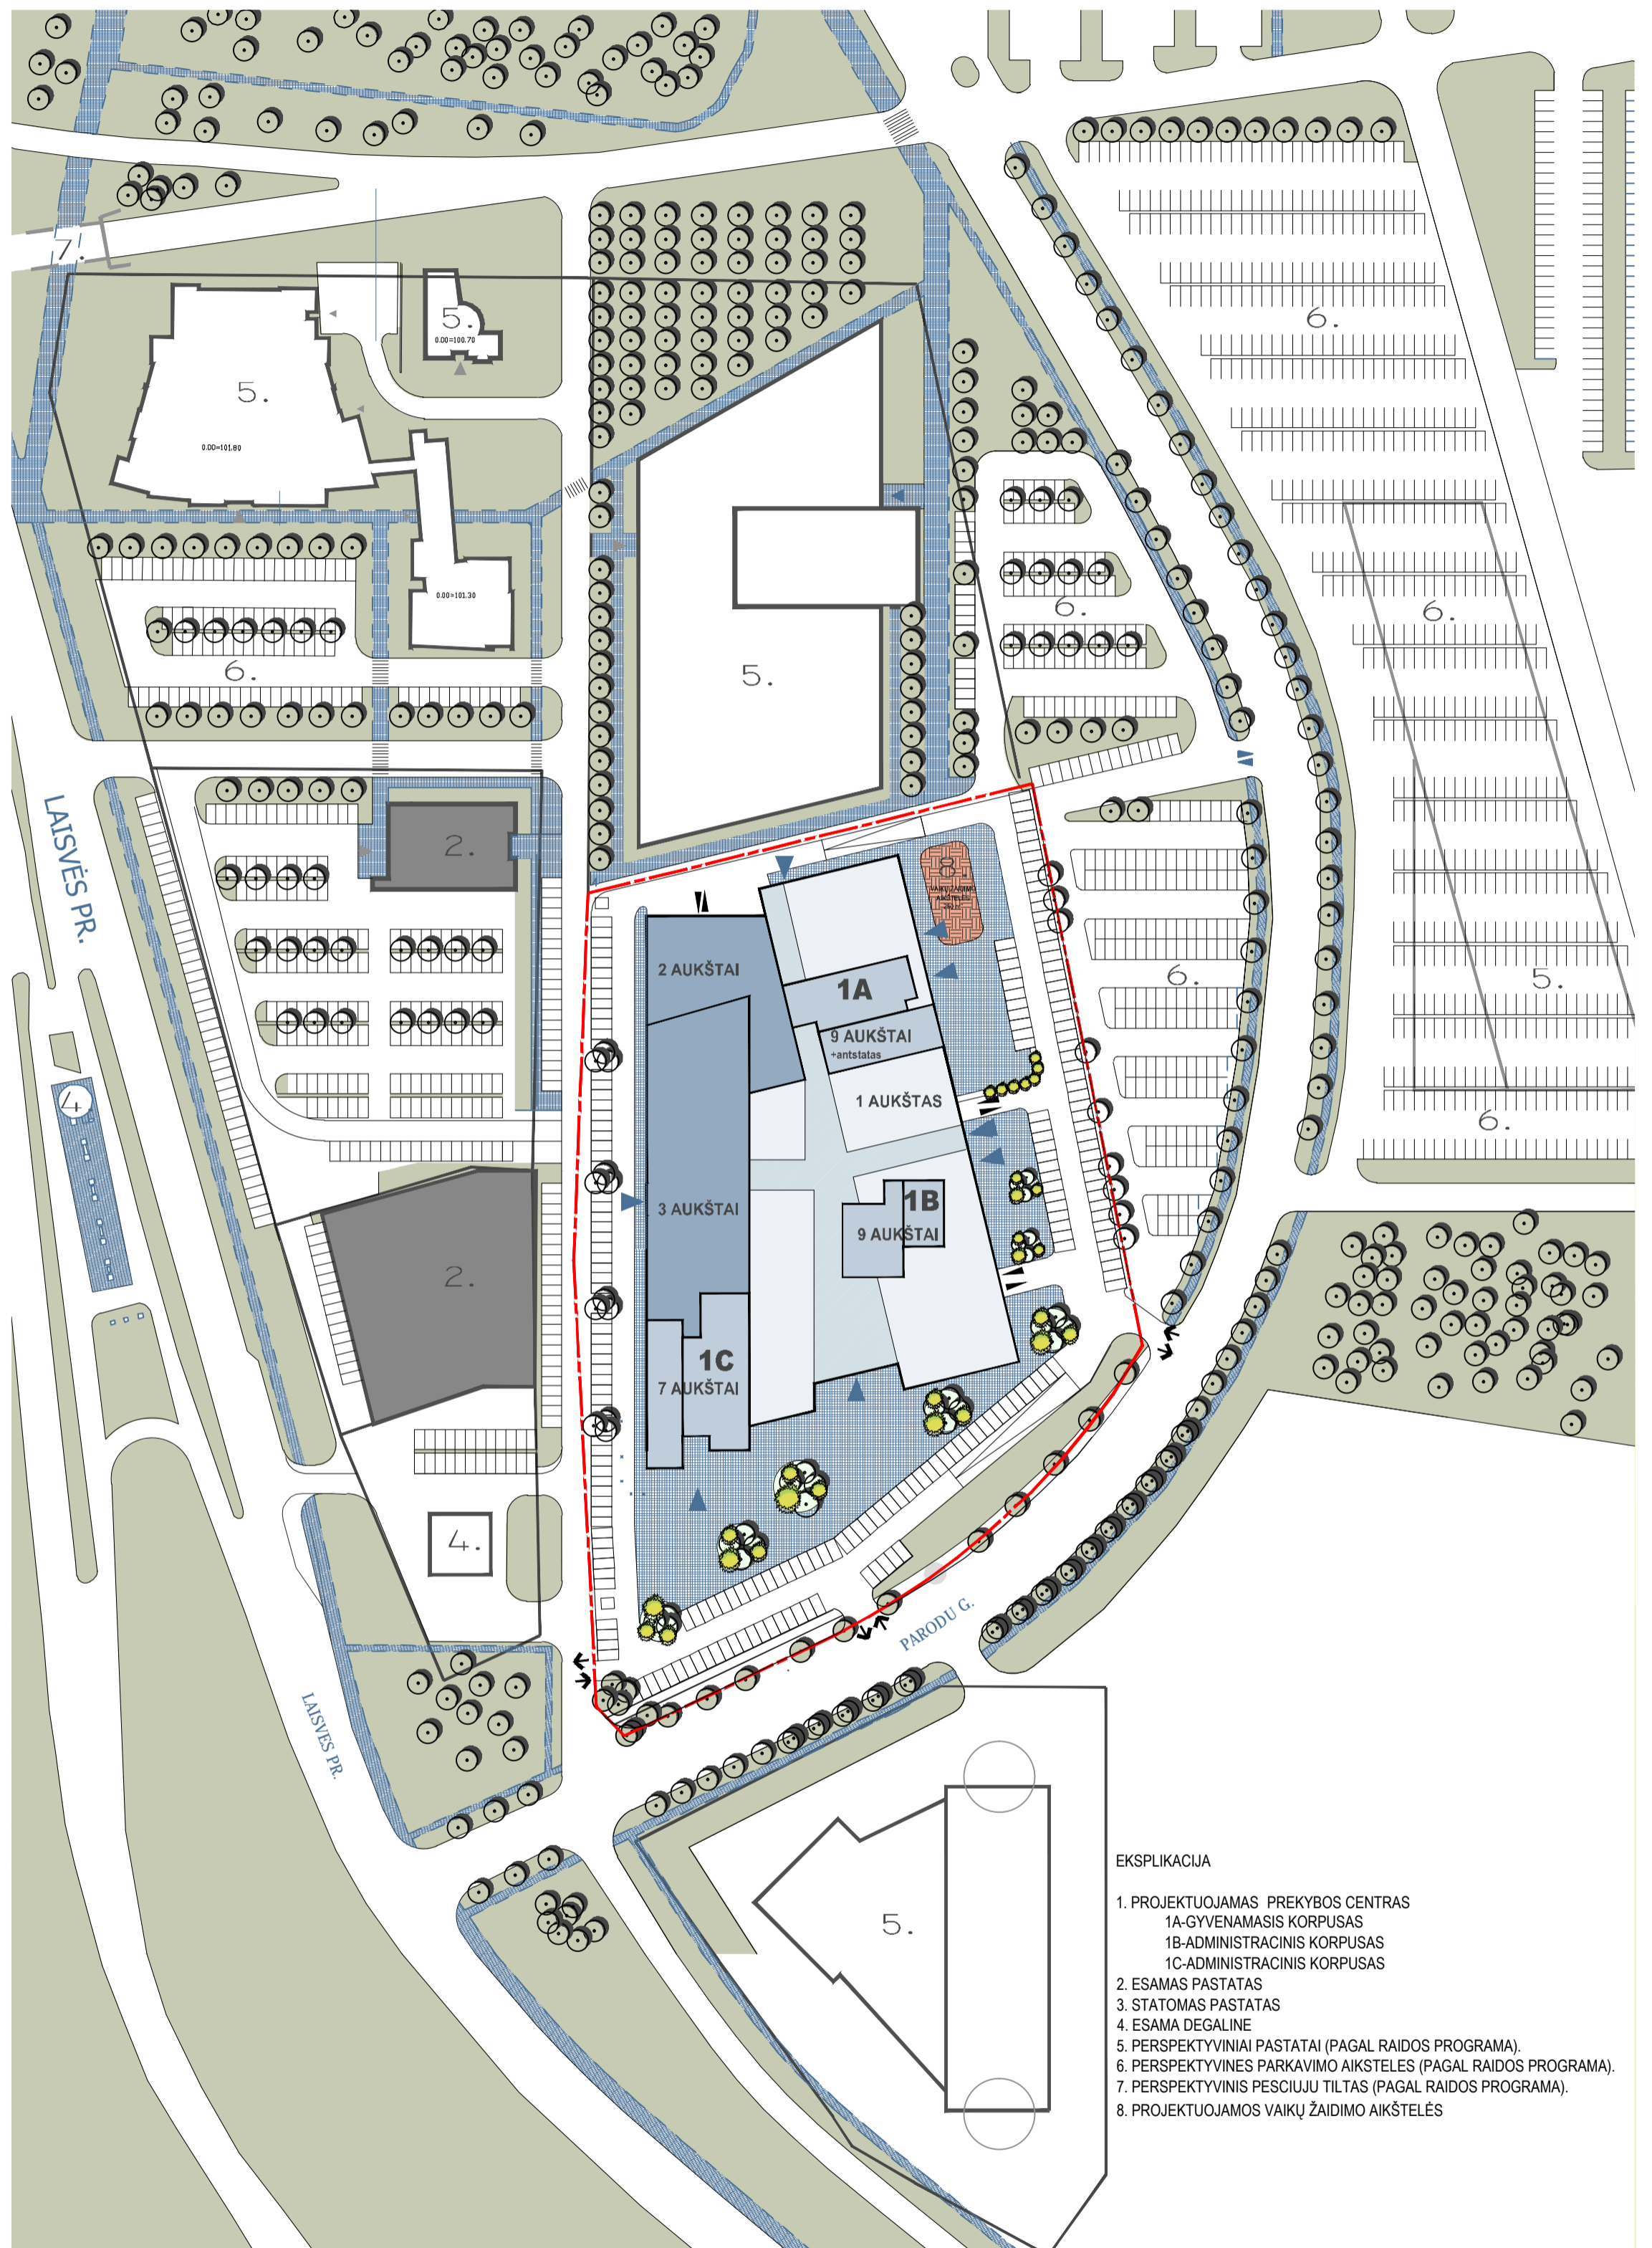 7.
5.
0.00=100.70
6.
5.
0.00=101.80
0.00=101.30
6.
6.
5.
6.
LAISVĖS PR.
2.
8.
VAIKŲ ŽAIDIMO
AIKŠTELĖS
2 AUKŠTAI
1A
9 AUKŠTAI
+antstatas
6.
5.
4.
1 AUKŠTAS
6.
3 AUKŠTAI
1B
9 AUKŠTAI
2.
1C
7 AUKŠTAI
4.
PARODU G.
LAISVES PR.
5.
EKSPLIKACIJA
1. PROJEKTUOJAMAS PREKYBOS CENTRAS
1A-GYVENAMASIS KORPUSAS
1B-ADMINISTRACINIS KORPUSAS
1C-ADMINISTRACINIS KORPUSAS
2. ESAMAS PASTATAS
3. STATOMAS PASTATAS
4. ESAMA DEGALINE
5. PERSPEKTYVINIAI PASTATAI (PAGAL RAIDOS PROGRAMA).
6. PERSPEKTYVINES PARKAVIMO AIKSTELES (PAGAL RAIDOS PROGRAMA).
7. PERSPEKTYVINIS PESCIUJU TILTAS (PAGAL RAIDOS PROGRAMA).
8. PROJEKTUOJAMOS VAIKŲ ŽAIDIMO AIKŠTELĖS